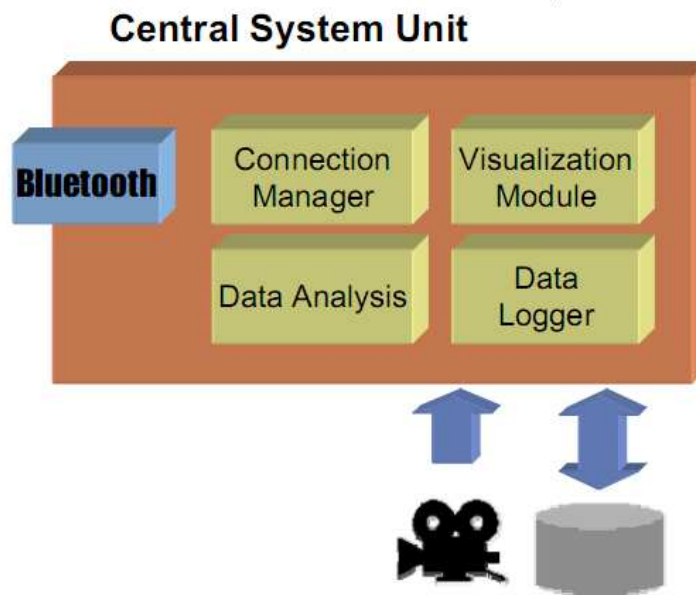 Central System Unit
Bluetooth
Connection
Manager
Visualization
Module
Data Analysis
Data
Logger